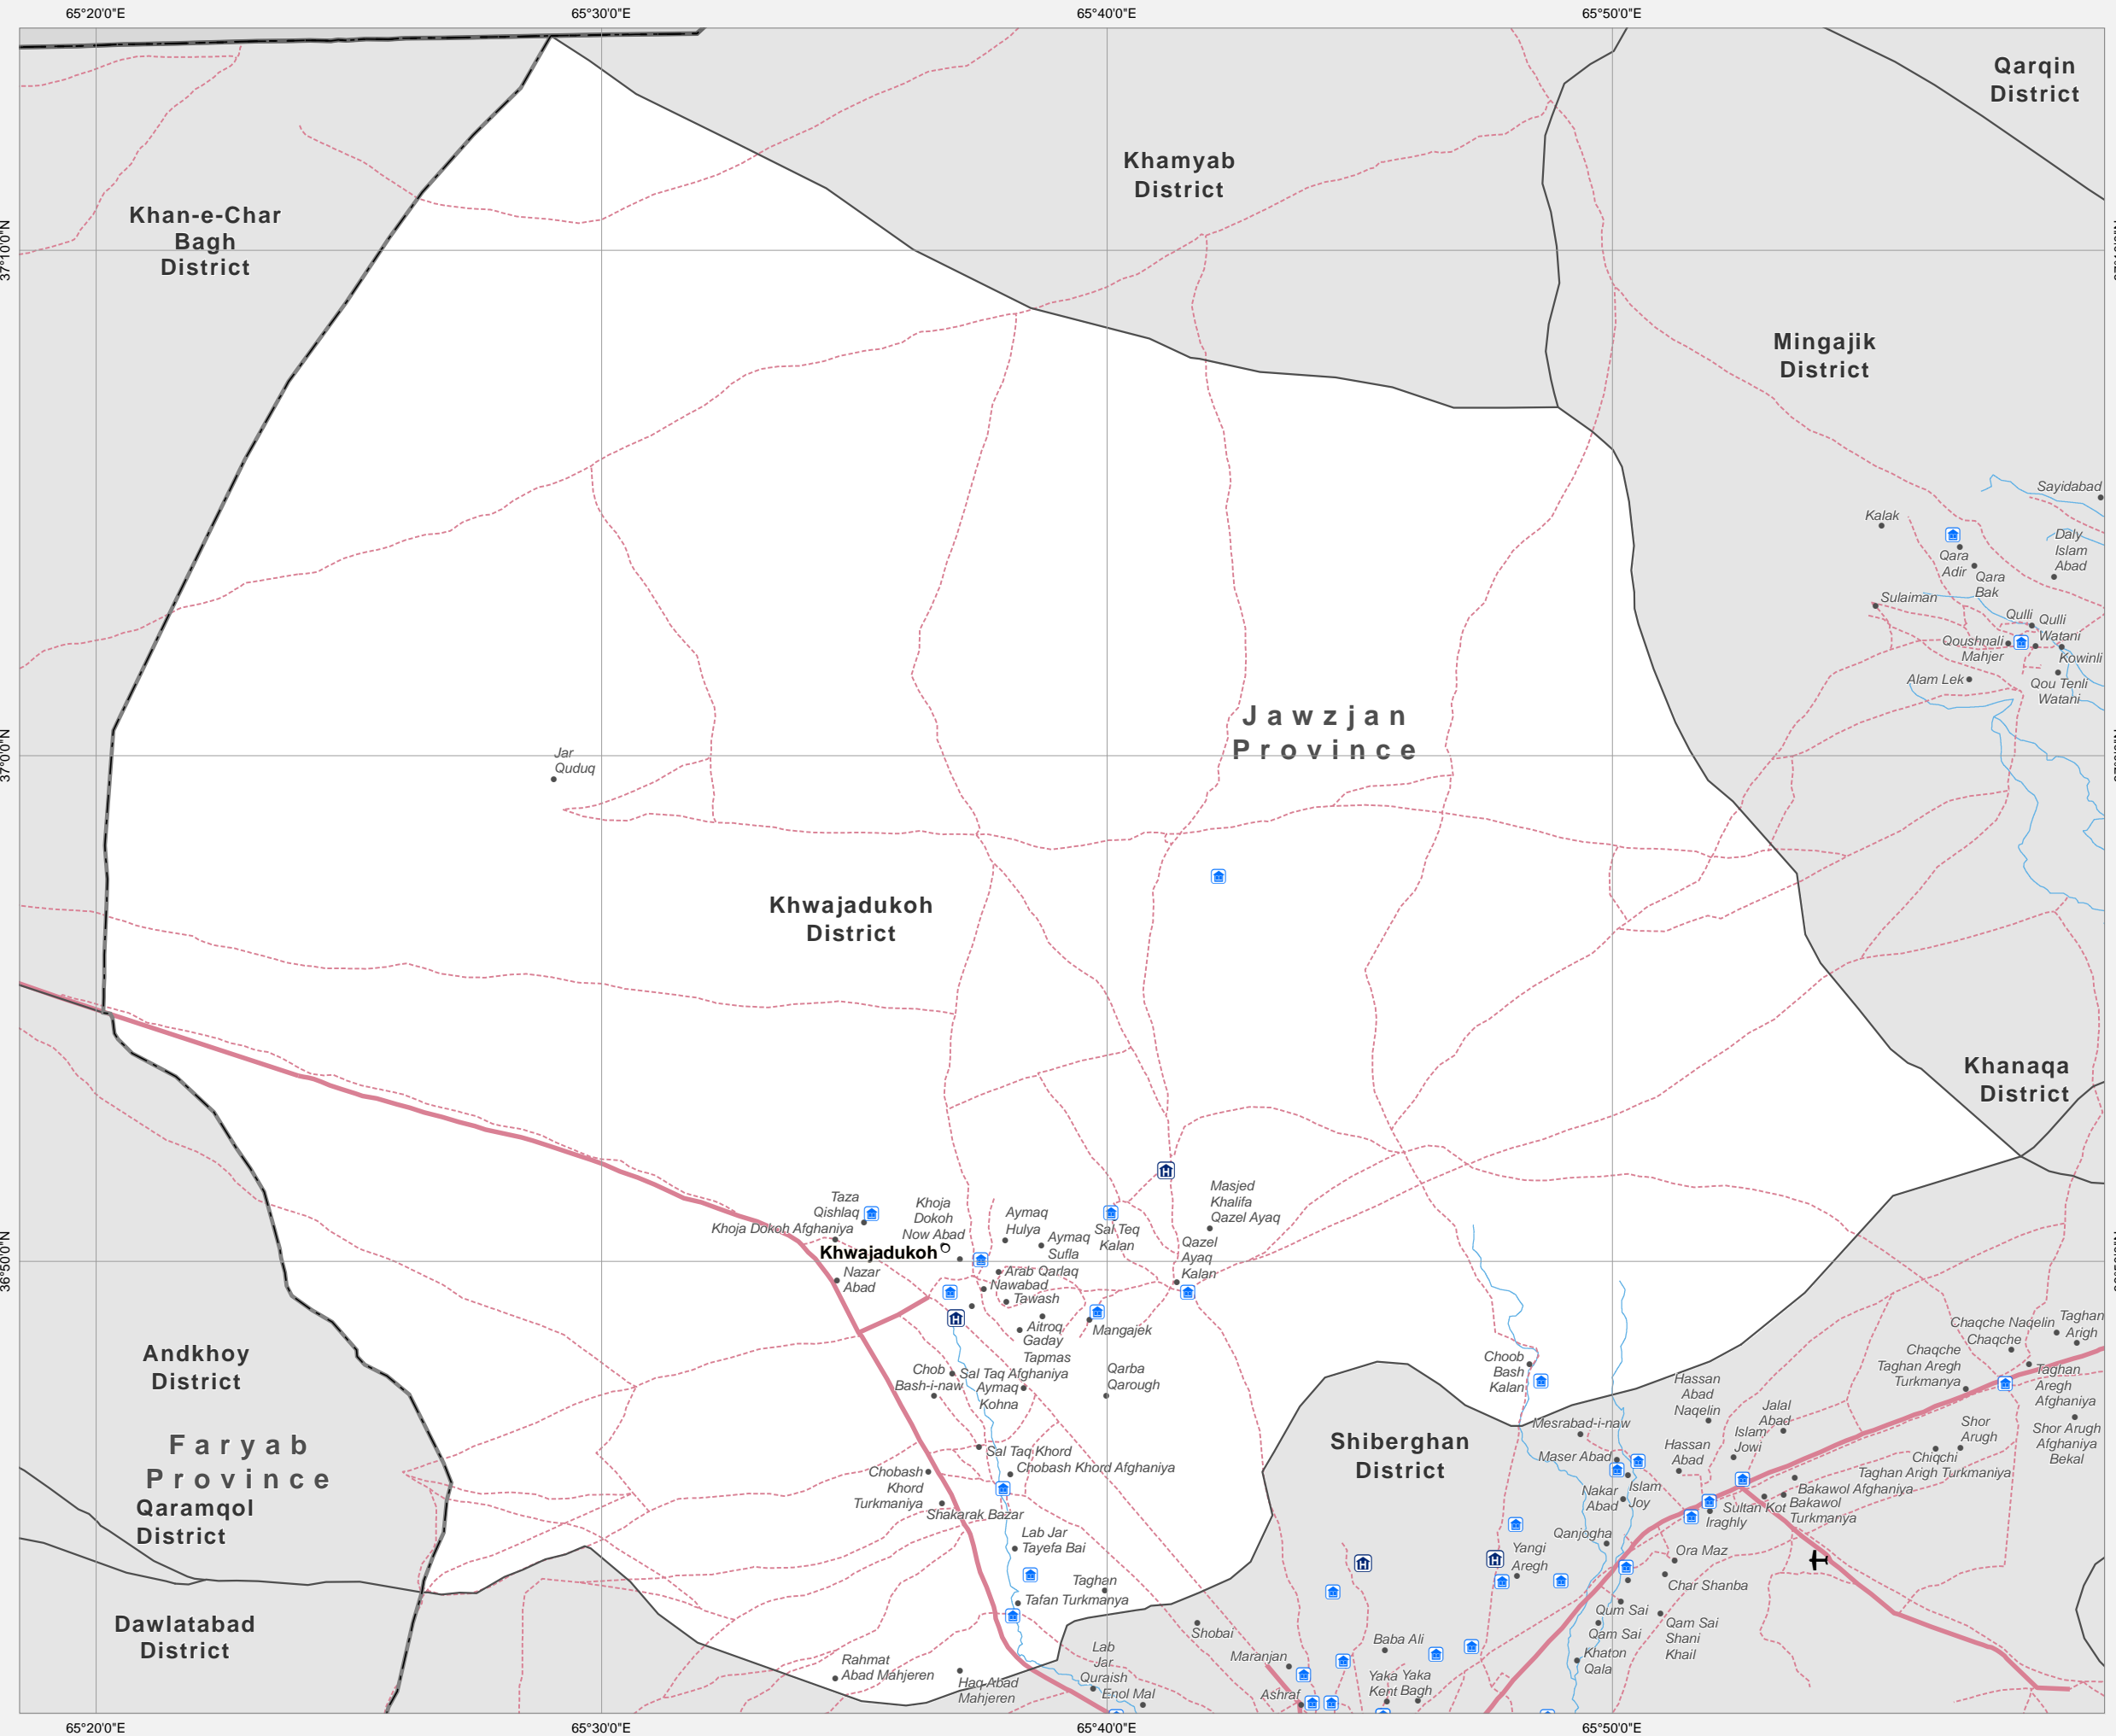 65°20'0"E
65°30'0"E
65°40'0"E
65°50'0"E
Qarqin
District
Khamyab
District
Khan-e-Char
Bagh
District
37°10'0"N
Mingajik
District
Sayidabad
Kalak
Daly
Islam
Abad
Qara
Adir
Qara
Bak
Sulaiman
Qulli
Qulli
Watani
Qoushnali
Mahjer
Kowinli
Alam Lek
Qou Tenli
Watani
Jawzjan
Province
37°0'0"N
Jar
Quduq
Khwajadukoh
District
Khanaqa
District
Masjed
Khalifa
Qazel Ayaq
Taza
Qishlaq
Khoja
Dokoh
Now Abad
Aymaq
Hulya
Khoja Dokoh Afghaniya
Aymaq
Sufla
Sal Teq
Kalan
Khwajadukoh
Qazel
Ayaq
Kalan
36°50'0"N
Nazar
Abad
Arab Qarlaq
Nawabad
Tawash
Aitroq
Gaday
Mangajek
Tapmas
Chob
Bash-i-naw
Sal Taq Afghaniya
Aymaq
Kohna
Qarba
Qarough
Choob
Bash
Kalan
Taghan
Arigh
Chaqche Naqelin
Chaqche
Chaqche
Taghan Aregh
Turkmaniya
Taghan
Aregh
Afghaniya
Hassan
Abad
Naqelin
Jalal
Abad
Islam
Jowi
Shor
Arugh
Shor Arugh
Afghaniya
Bekal
Mesrabad-i-naw
Maser Abad
Hassan
Abad
Chiqchi
Taghan Arigh Turkmaniya
Andkhoy
District
Faryab
Province
Qaramqol
District
Shiberghan
District
Sal Taq Khord
Chobash Khord Afghaniya
Chobash
Khord
Turkmaniya
Shakarak Bazar
Nakar
Abad
Islam
Joy
Bakawol Afghaniya
Sultan Kot
Bakawol
Turkmanya
Iraghly
Lab Jar
Tayefa Bai
Qanjogha
Yangi
Aregh
Ora Maz
Char Shanba
Taghan
Tafan Turkmanya
Dawlatabad
District
Qum Sai
Qam Sai
Qam Sai
Shani
Khail
Shobai
Baba Ali
Khaton
Qala
Maranjan
Lab
Jar
Quraish
Rahmat
Abad Mahjeren
Haq Abad
Mahjeren
Enol Mal
Yaka
Kent
Yaka
Bagh
Ashraf
65°20'0"E
65°30'0"E
65°40'0"E
65°50'0"E